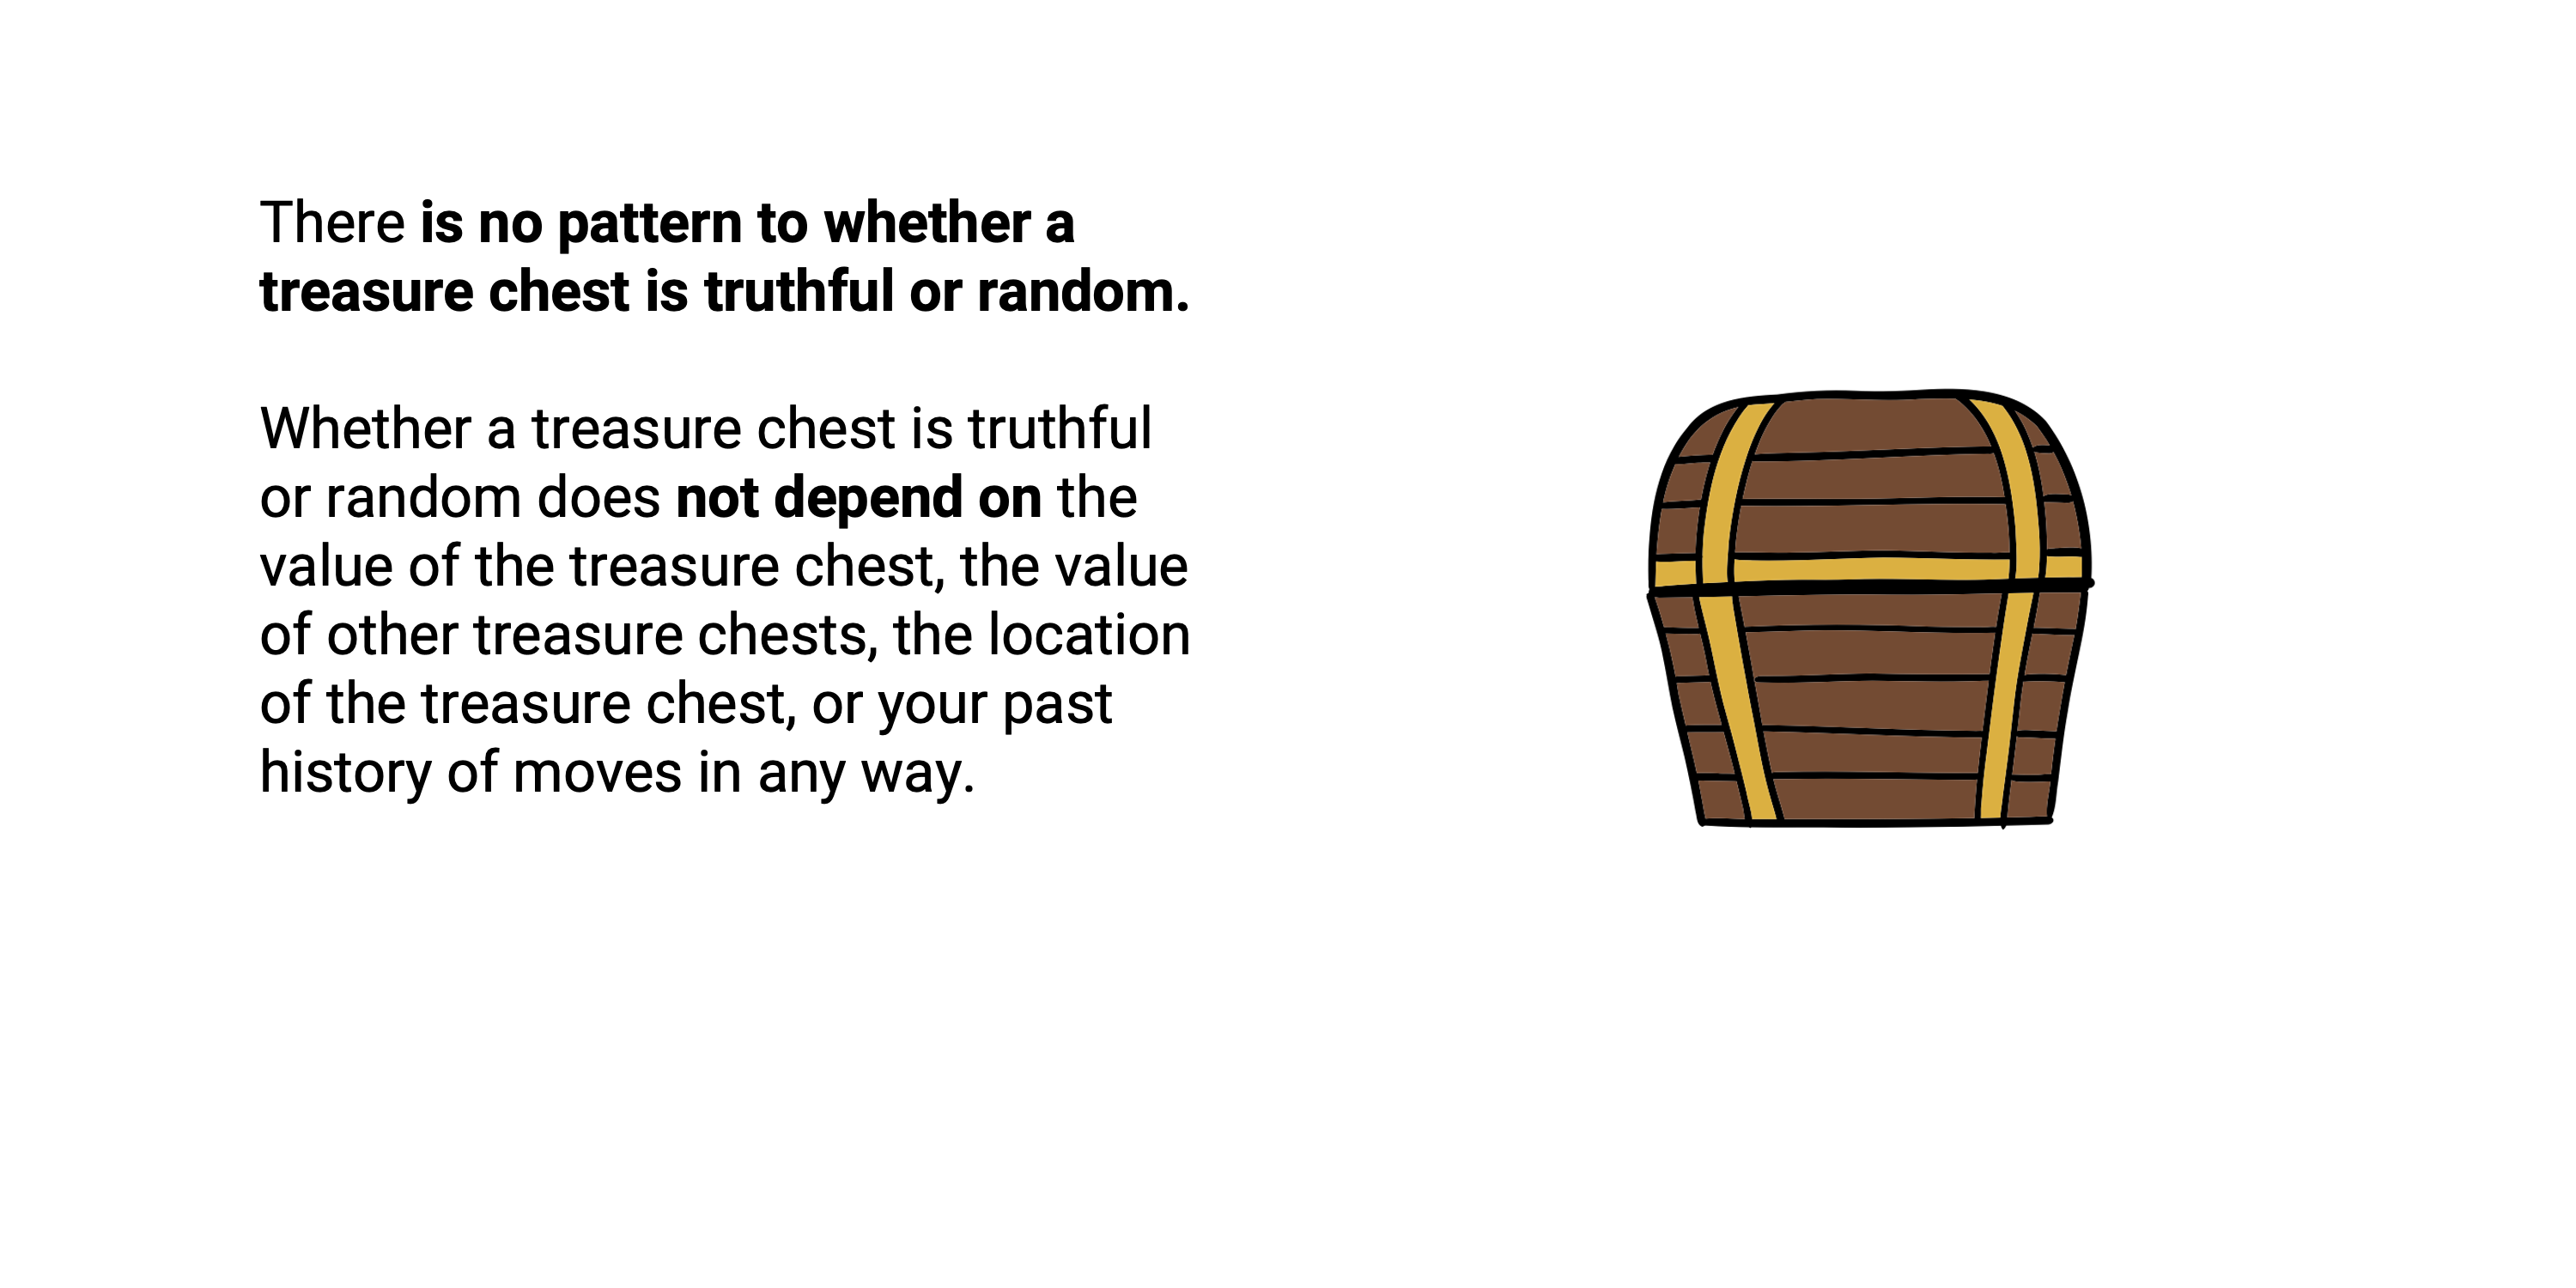 There is no pattern to whether a
treasure chest is truthful or random.
Whether a treasure chest is truthful
or random does not depend on the
value of the treasure chest, the value
of other treasure chests, the location
of the treasure chest, or your past
history of moves in any way.